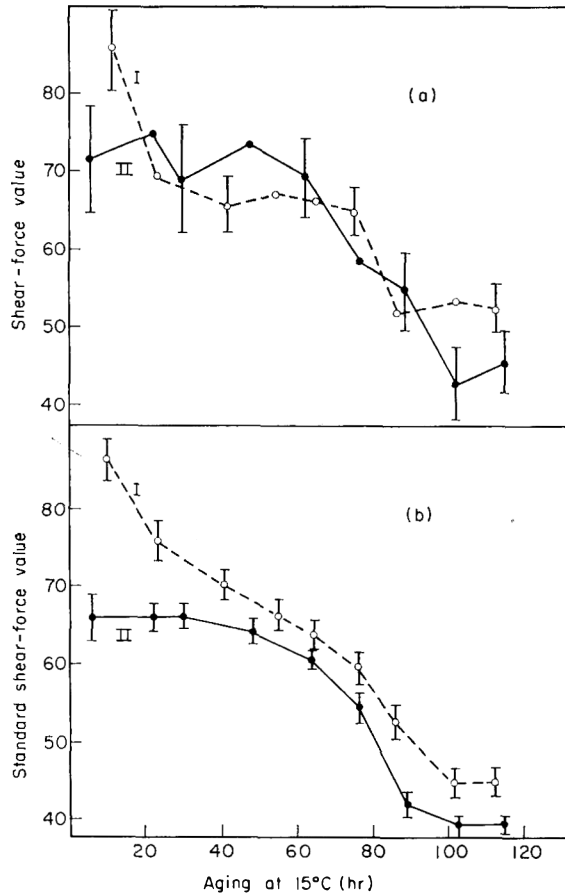 80
70
60
50
40
Shear-force value
I
II
(a)
80
70
60
50
40
Standard shear-force value
I
II
(b)
20
40
60
80
100
120
Aging at 15°C (hr)